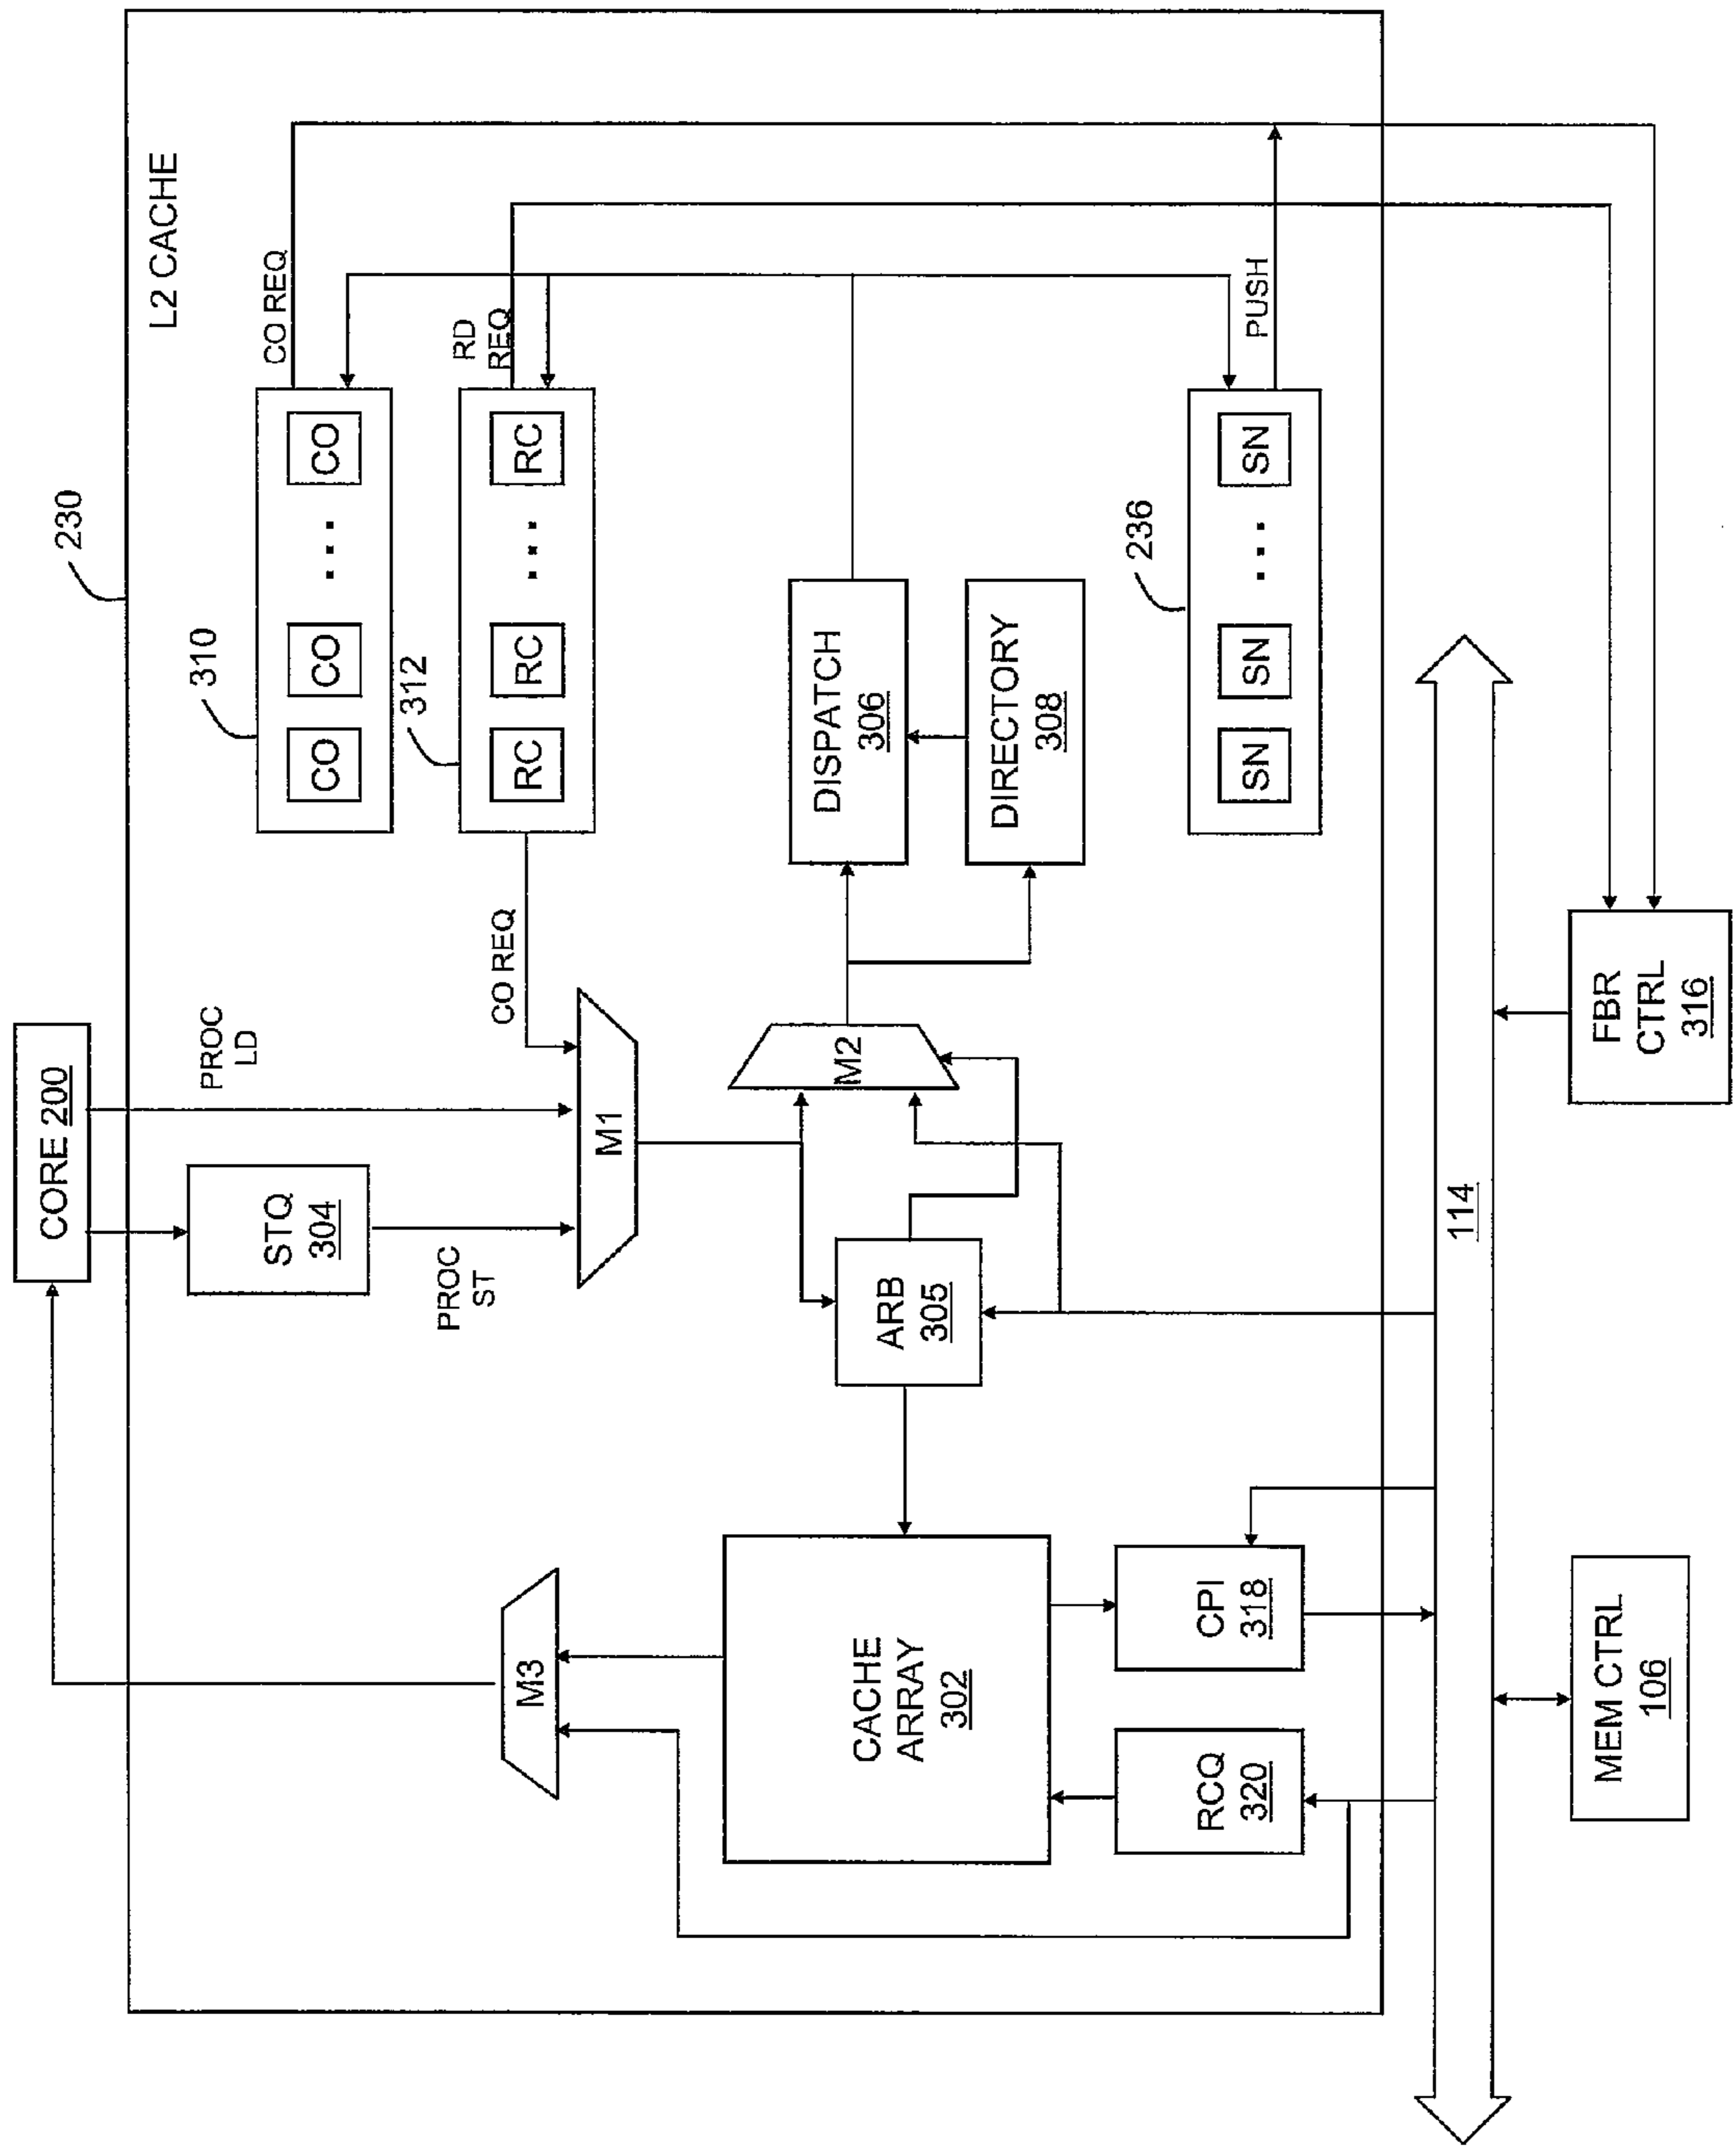 L2 CACHE
230
CORE 200
STQ
304
PROC
LD
PROC
ST
CO REQ
M1
M3
310
CO
CO
...
CO
CO REQ
312
RC
RC
...
RC
RD
REQ
M2
ARB
305
DISPATCH
306
DIRECTORY
308
CACHE
ARRAY
302
236
SN
SN
...
SN
PUSH
RCQ
320
CPI
318
114
MEM CTRL
106
FBR
CTRL
316